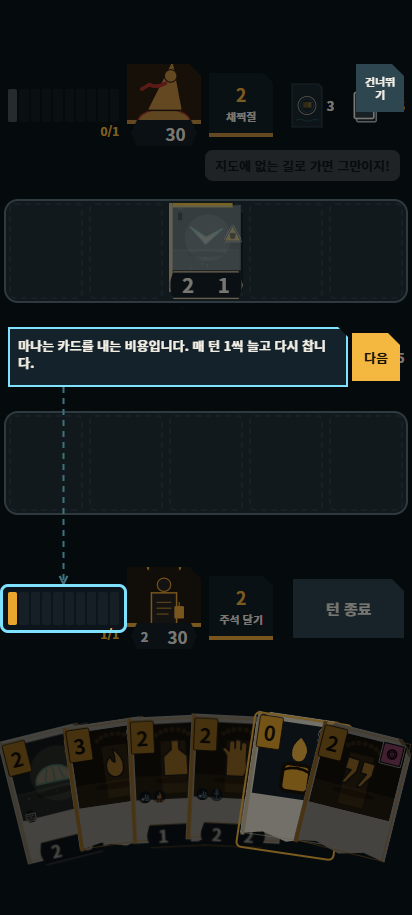 건너뛰
기
2
채찍질
3
0/1
30
지도에 없는 길로 가면 그만이지!
2 1
마나는 카드를 내는 비용입니다. 매 턴 1씩 늘고 다시 찹니
다.
다음
5
1/1
2 30
2
주석 달기
턴 종료
2 3 2 2 0 2
2 1 2 2